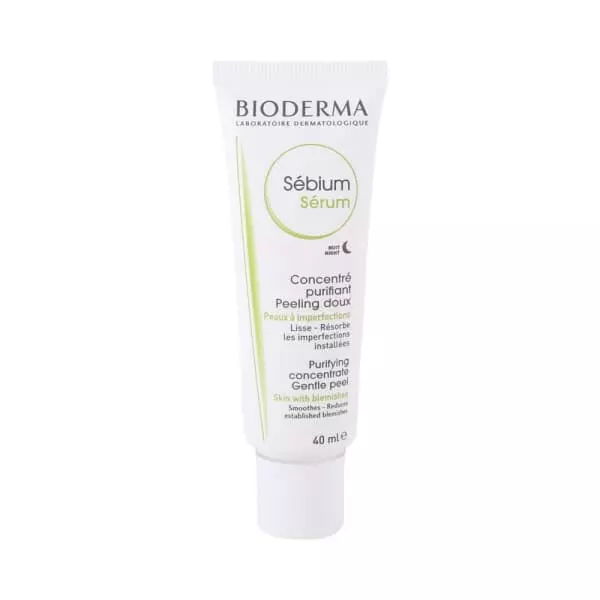 BIODERMA
LABORATOIRE DERMATOLOGIQUE
Sébium
Sérum
NUIT
NIGHT
Concentré
purifiant
Peeling doux
Peaux à imperfections
Lisse - Résorbe
les imperfections
installées
Purifying
concentrate
Gentle peel
Skin with blemishes
Smoothes - Reduces
established blemishes
40 ml e